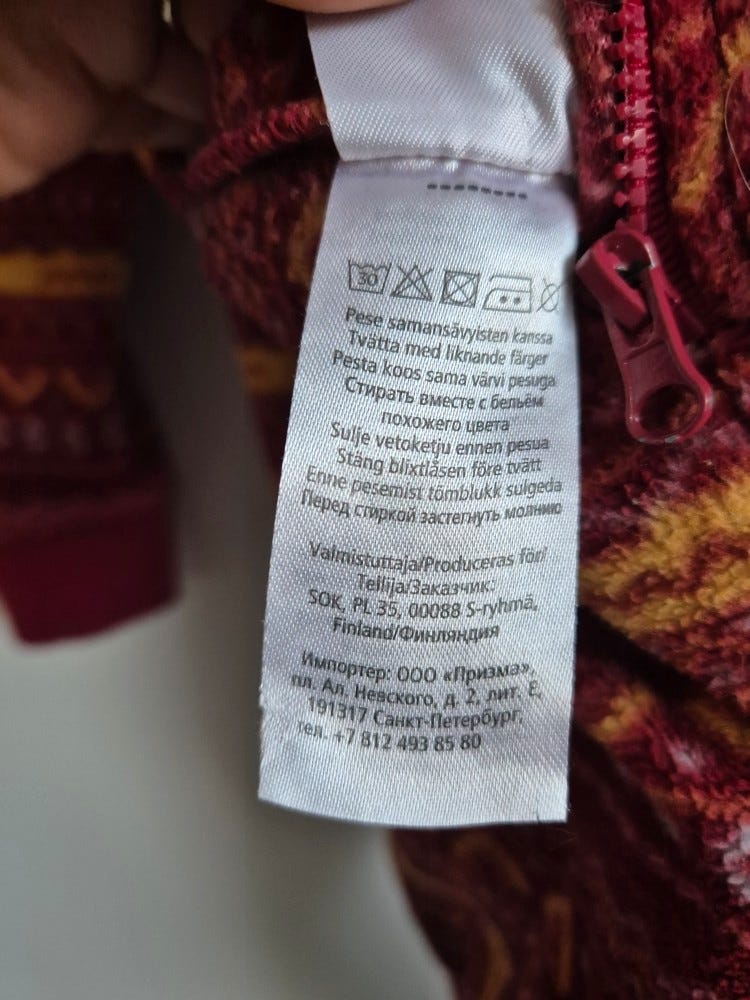 30
Pese samansävyisten kanssa
Tvätta med liknande färger
Pesta koos sama värvi pesuga
Стирать вместе с бельём
похожего цвета
Sulje vetoketju ennen pesua
Stäng blixtlåsen före tvätt
Enne pesemist tõmblukk sulgeda
Перед стиркой застегнуть молнию
Valmistuttaja/Produceras för/
Tellija/Заказчик:
SOK, PL 35, 00088 S-ryhmä,
Finland/Финляндия
Импортер: ООО «Призма»,
пл. Ал. Невского, д. 2, лит. Е,
191317 Санкт-Петербург,
тел. +7 812 493 85 80